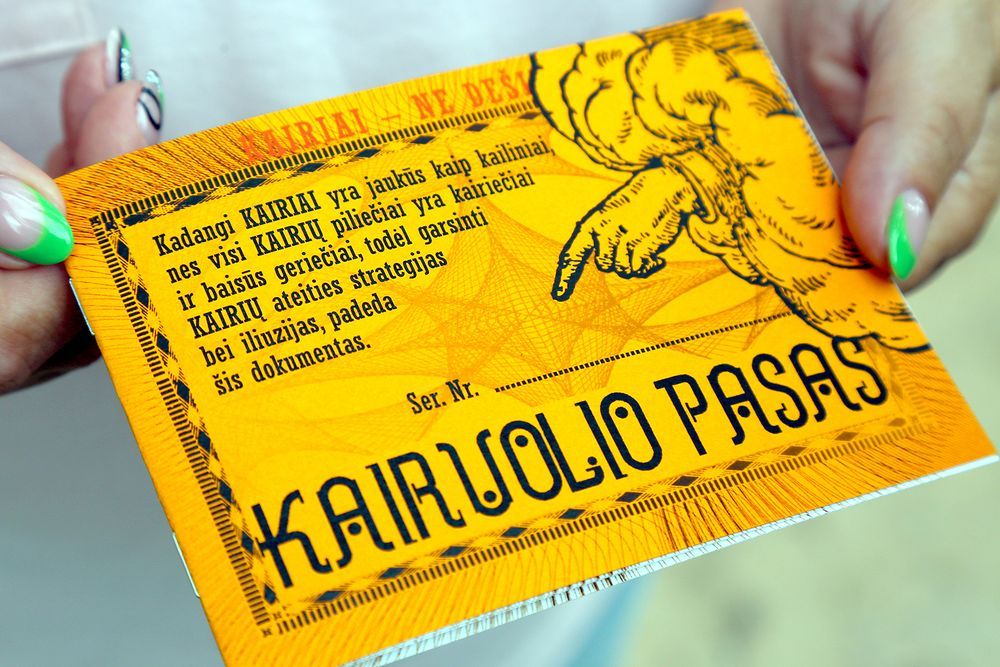 KAIRIAI – NE DEŠI
Kadangi KAIRIAI yra jaukūs kaip kailiniai
nes visi KAIRIŲ piliečiai yra kairiečiai
ir baisūs geriečiai, todėl garsinti
KAIRIŲ ateities strategijas
bei iliuzijas, padeda
šis dokumentas.
Ser. Nr.
KAIRUOLIO PASAS